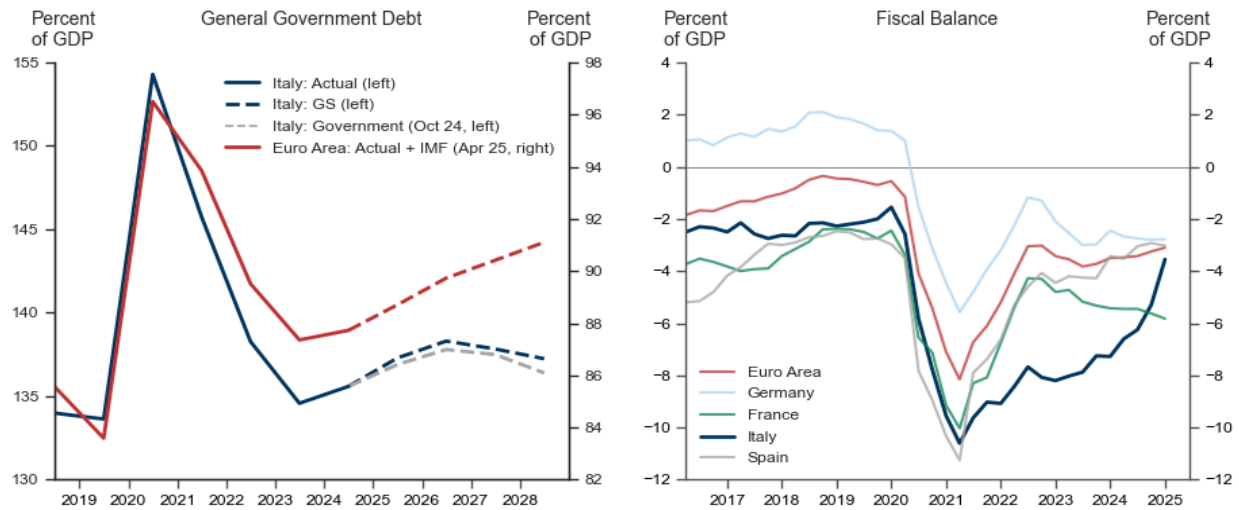 Percent
of GDP
General Government Debt
Percent
of GDP
155
150
145
140
135
130
98
96
94
92
90
88
86
84
82
Italy: Actual (left)
Italy: GS (left)
Italy: Government (Oct 24, left)
Euro Area: Actual + IMF (Apr 25, right)
2019 2020 2021 2022 2023 2024 2025 2026 2027 2028
Percent
of GDP
Fiscal Balance
Percent
of GDP
4
2
0
−2
−4
−6
−8
−10
−12
4
2
0
−2
−4
−6
−8
−10
−12
Euro Area
Germany
France
Italy
Spain
2017 2018 2019 2020 2021 2022 2023 2024 2025